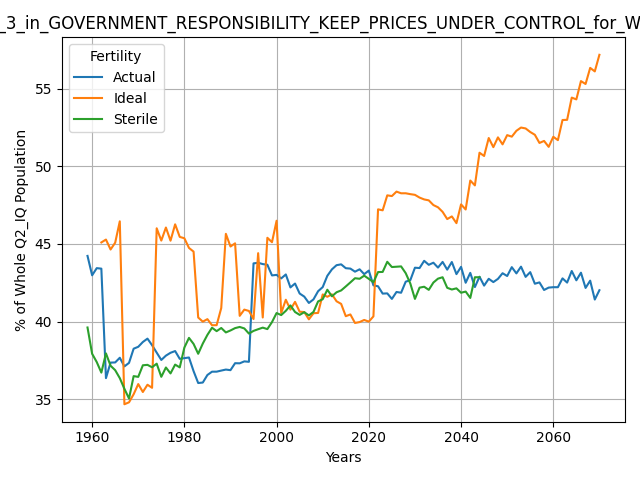 _3_in_GOVERNMENT_RESPONSIBILITY_KEEP_PRICES_UNDER_CONTROL_for_W
Fertility
Actual
Ideal
Sterile
% of Whole Q2_IQ Population
55
50
45
40
35
1960 1980 2000 2020 2040 2060
Years